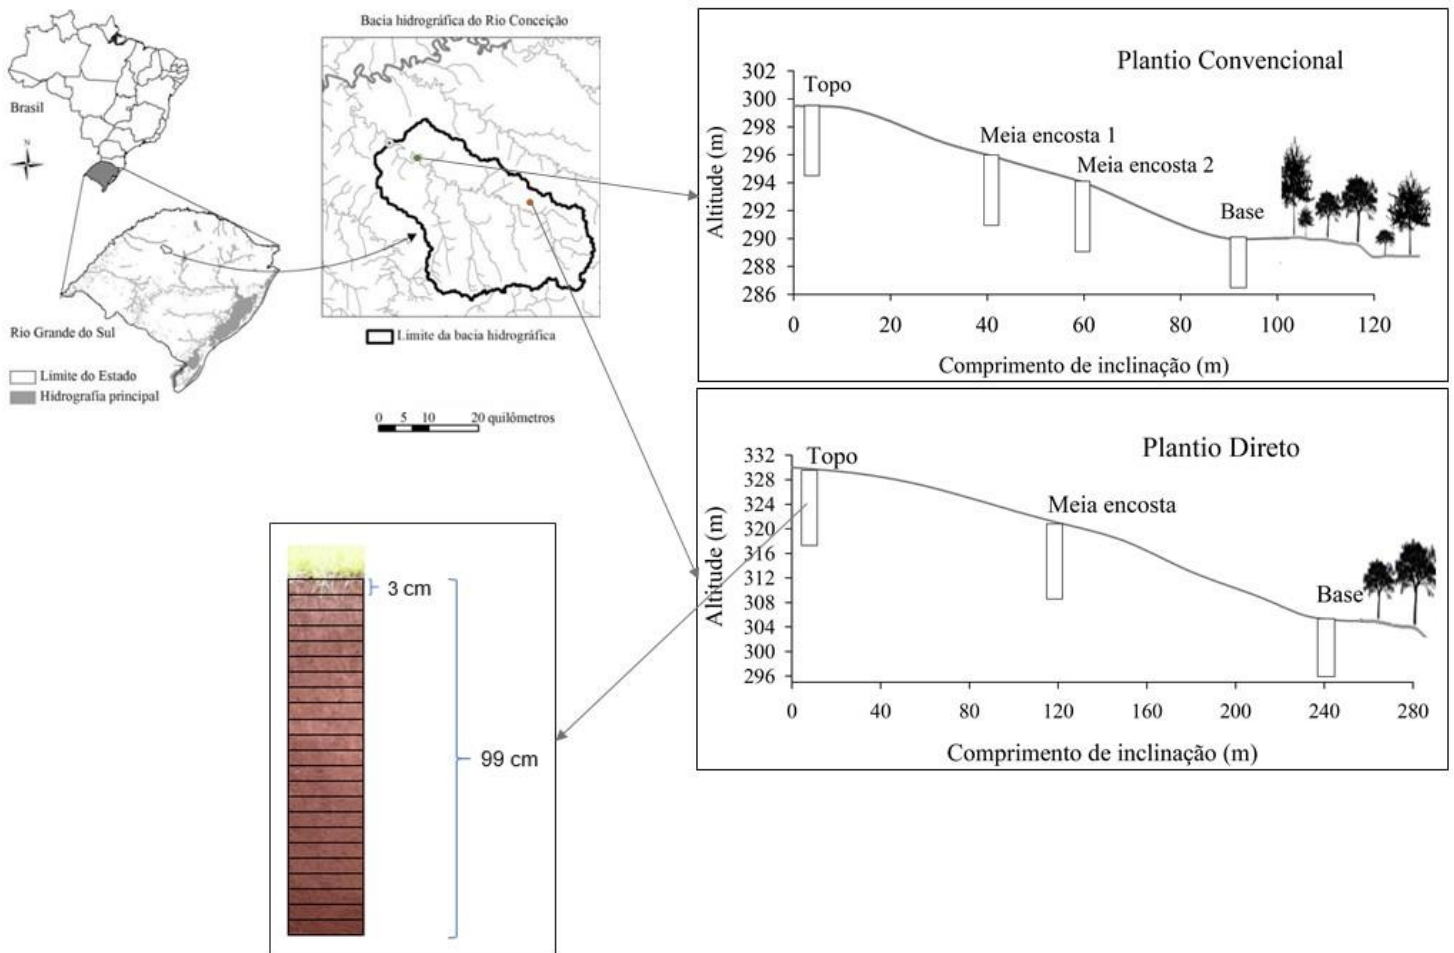 Brasil
N
Rio Grande do Sul
Limite do Estado
Hidrografia principal
Bacia hidrográfica do Rio Conceição
Limite da bacia hidrográfica
0 5 10 20 quilômetros
Plantio Convencional
Altitude (m)
302
300
298
296
294
292
290
288
286
Topo
Meia encosta 1
Meia encosta 2
Base
0 20 40 60 80 100 120
Comprimento de inclinação (m)
Plantio Direto
Altitude (m)
332
328
324
320
316
312
308
304
300
296
Topo
Meia encosta
Base
0 40 80 120 160 200 240 280
Comprimento de inclinação (m)
3 cm
99 cm